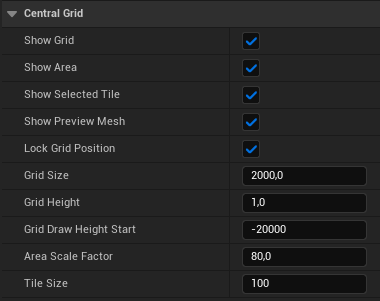 Central Grid
Show Grid
Show Area
Show Selected Tile
Show Preview Mesh
Lock Grid Position
Grid Size 2000,0
Grid Height 1,0
Grid Draw Height Start -20000
Area Scale Factor 80,0
Tile Size 100